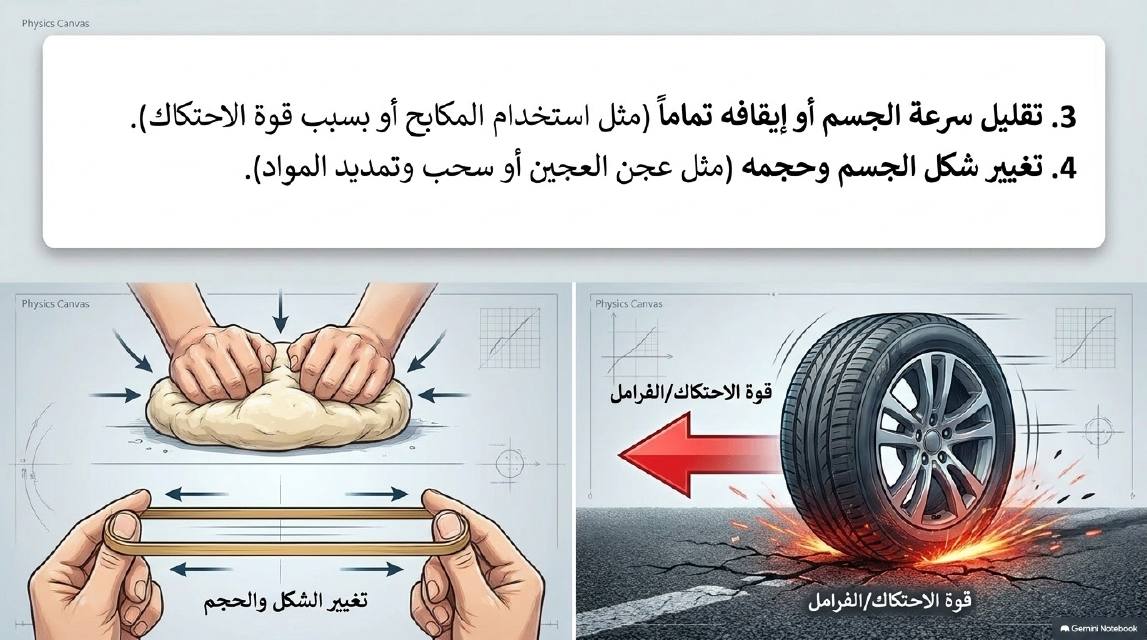 Physics Canvas
3. تقليل سرعة الجسم أو إيقافه تماماً (مثل استخدام المكابح أو بسبب قوة الاحتكاك).
4. تغيير شكل الجسم وحجمه (مثل عجن العجين أو سحب وتمديد المواد).
Physics Canvas
تغيير الشكل والحجم
Physics Canvas
قوة الاحتكاك/الفرامل
قوة الاحتكاك/الفرامل
Gemini Notebook